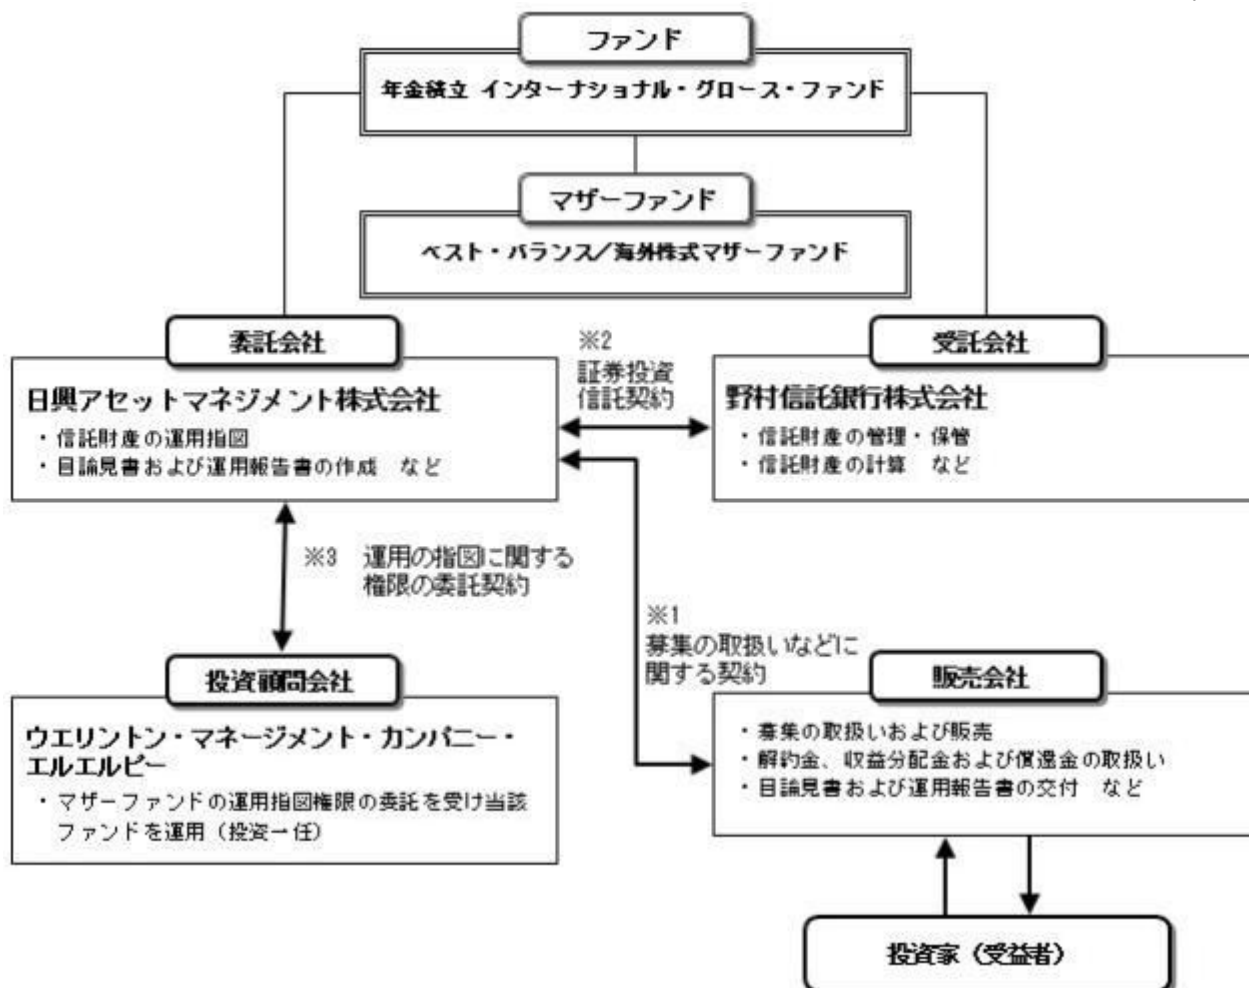 ファンド
年金積立 インターナショナル・グロース・ファンド
マザーファンド
ベスト・バランス／海外株式マザーファンド
委託会社
日興アセットマネジメント株式会社
・信託財産の運用指図
・目論見書および運用報告書の作成　など
※2
証券投資
信託契約
受託会社
野村信託銀行株式会社
・信託財産の管理・保管
・信託財産の計算　など
※3　運用の指図に関する
権限の委託契約
※1
募集の取扱いなどに
関する契約
投資顧問会社
ウエリントン・マネージメント・カンパニー・
エルエルピー
・マザーファンドの運用指図権限の委託を受け当該
ファンドを運用（投資一任）
販売会社
・募集の取扱いおよび販売
・解約金、収益分配金および償還金の取扱い
・目論見書および運用報告書の交付　など
投資家（受益者）